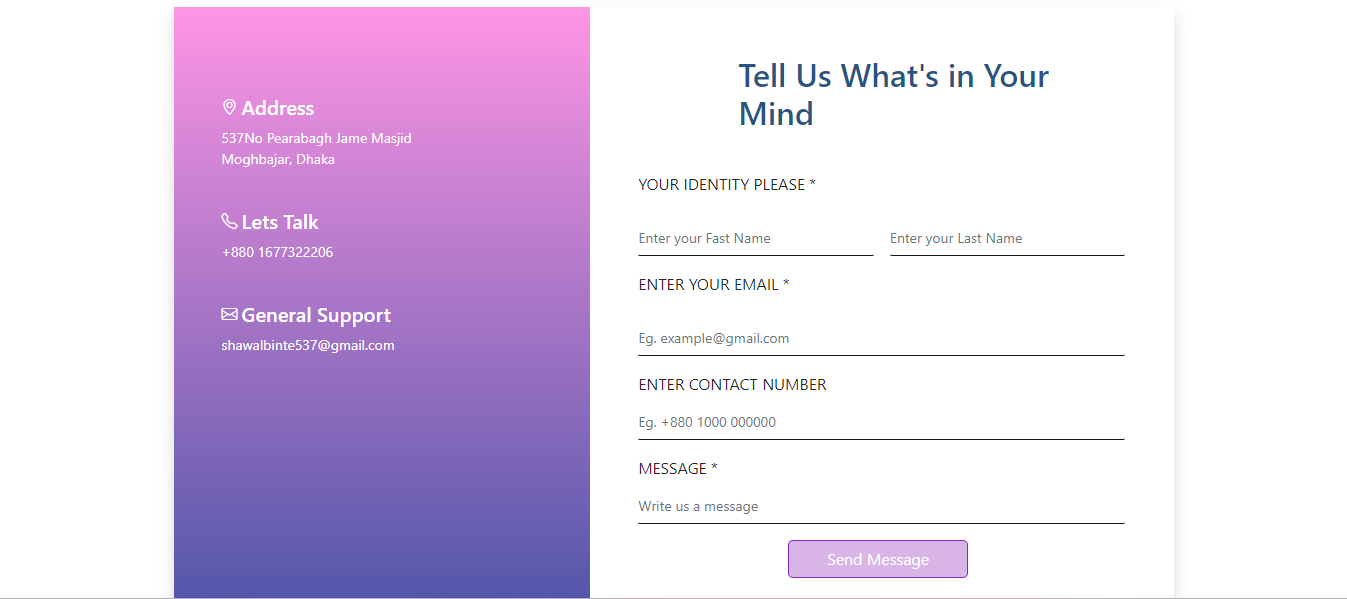 Address
537No Pearabagh Jame Masjid
Moghbajar, Dhaka
Lets Talk
+880 1677322206
General Support
shawalbinte537@gmail.com
Tell Us What's in Your
Mind
YOUR IDENTITY PLEASE *
Enter your Fast Name
Enter your Last Name
ENTER YOUR EMAIL *
Eg. example@gmail.com
ENTER CONTACT NUMBER
Eg. +880 1000 000000
MESSAGE *
Write us a message
Send Message